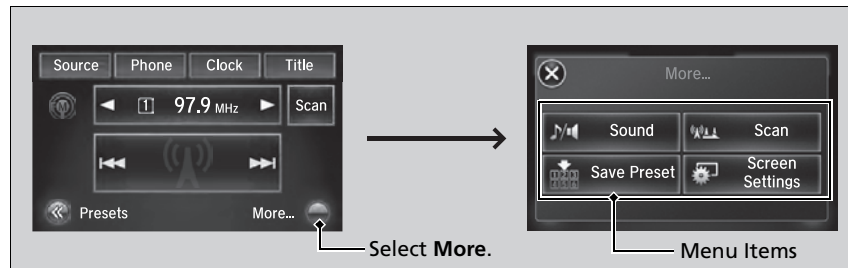 Source Phone Clock Title
1 97.9 MHz Scan
Presets More...
Select More.
More...
Sound Scan
Save Preset Screen Settings
Menu Items